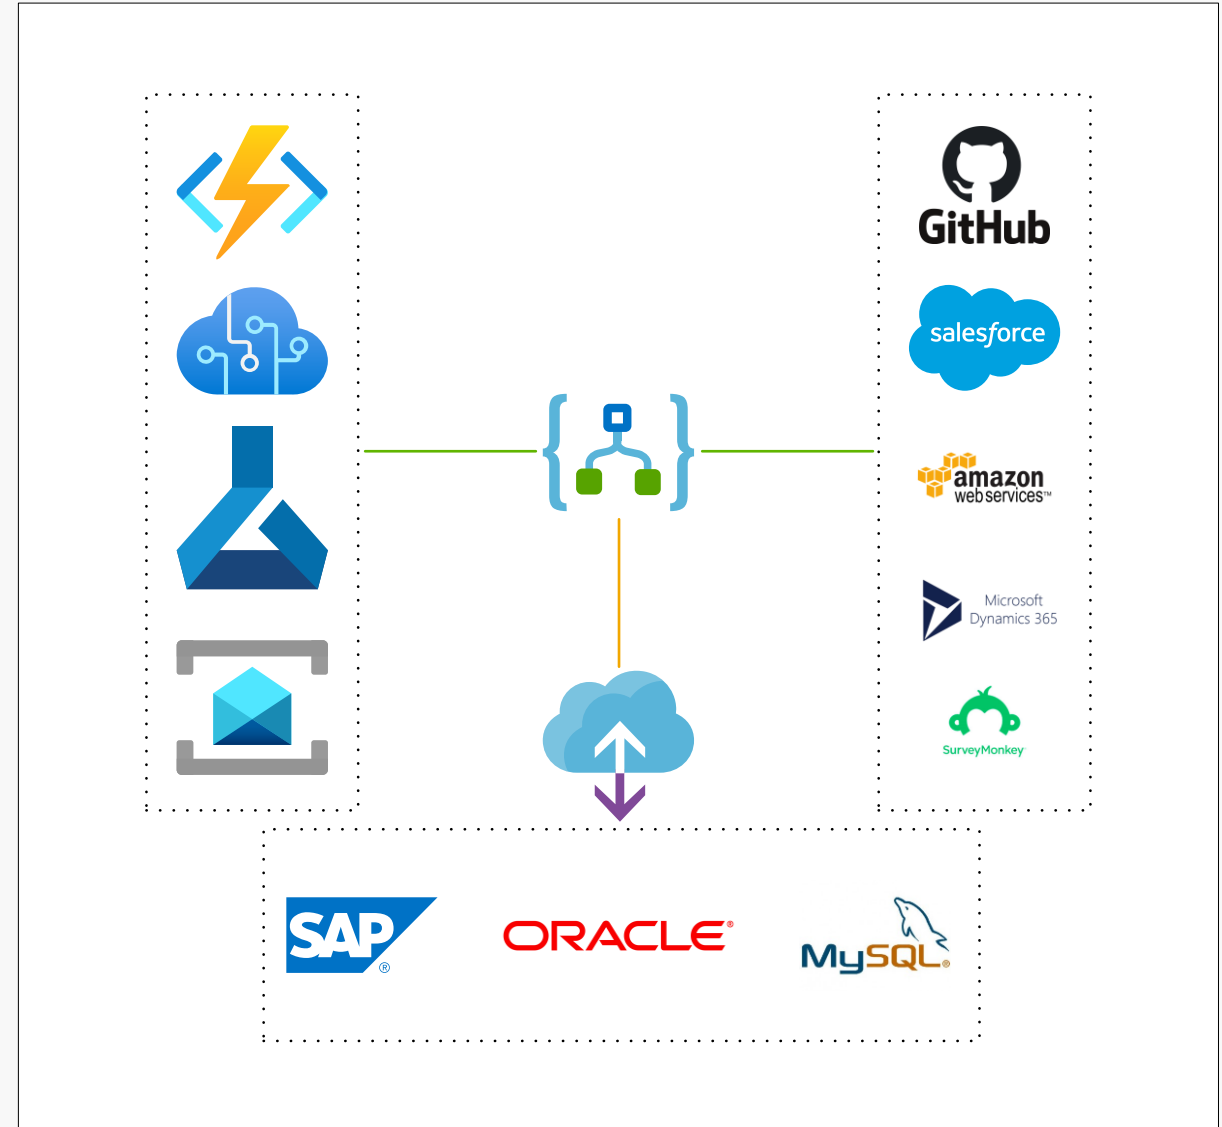 GitHub
salesforce
amazon
web services™
Microsoft
Dynamics 365
SurveyMonkey
SAP
®
ORACLE®
MySQL®